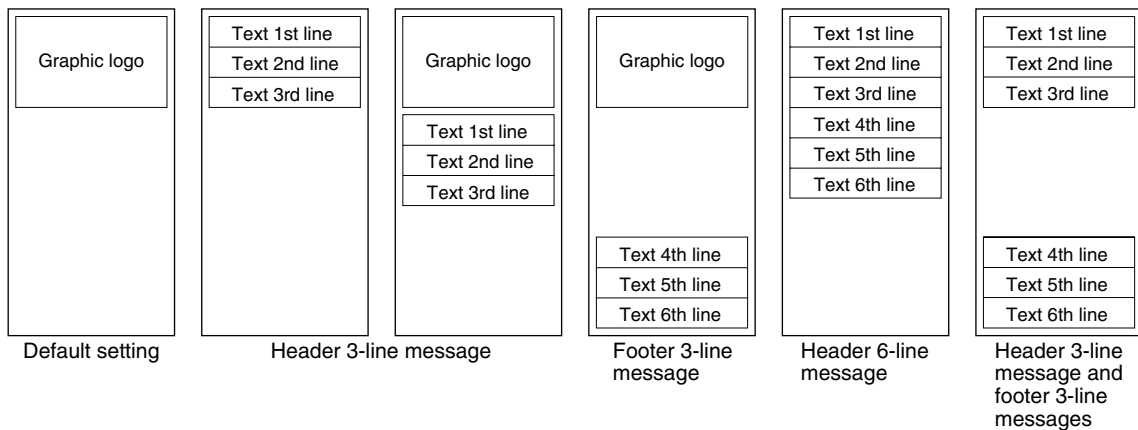 Graphic logo
Default setting
Text 1st line
Text 2nd line
Text 3rd line
Graphic logo
Text 1st line
Text 2nd line
Text 3rd line
Header 3-line message
Graphic logo
Text 4th line
Text 5th line
Text 6th line
Footer 3-line
message
Text 1st line
Text 2nd line
Text 3rd line
Text 4th line
Text 5th line
Text 6th line
Header 6-line
message
Text 1st line
Text 2nd line
Text 3rd line
Text 4th line
Text 5th line
Text 6th line
Header 3-line
message and
footer 3-line
messages